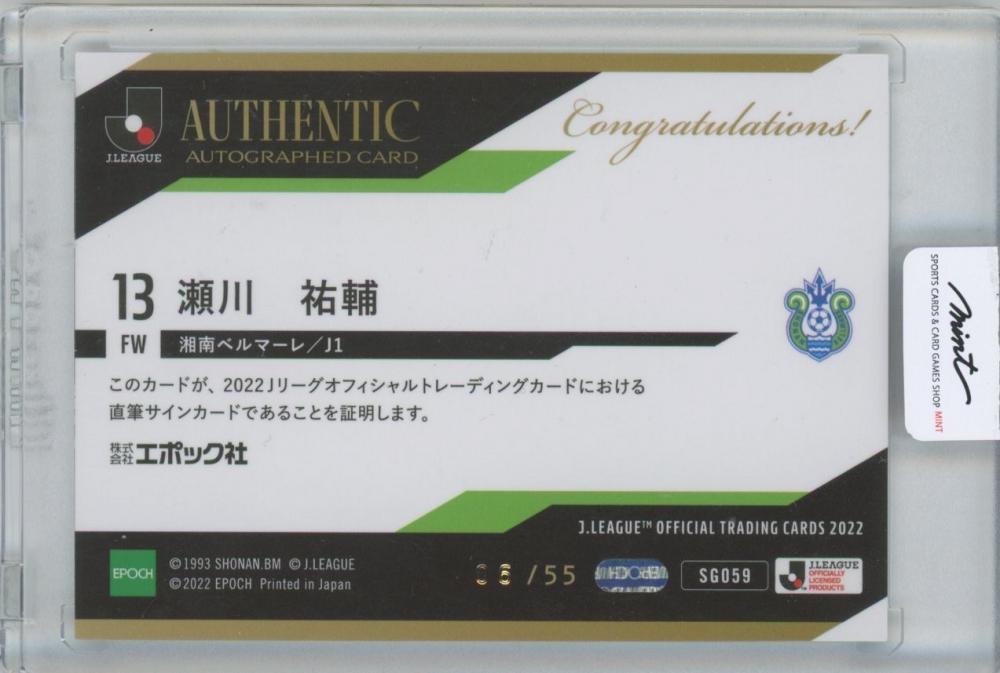 J.LEAGUE
AUTHENTIC
AUTOGRAPHED CARD
Congratulations!
13 瀬川 祐輔
FW 湘南ベルマーレ/J1
このカードが、2022Jリーグオフィシャルトレーディングカードにおける
直筆サインカードであることを証明します。
株式会社エポック社
mint
SPORTS CARDS & CARD GAMES SHOP MINT
J.LEAGUE™ OFFICIAL TRADING CARDS 2022
EPOCH
©1993 SHONAN.BM ©J.LEAGUE
©2022 EPOCH Printed in Japan
06/55
EPOCH
SG059
J.LEAGUE
OFFICIALLY
LICENSED
PRODUCTS